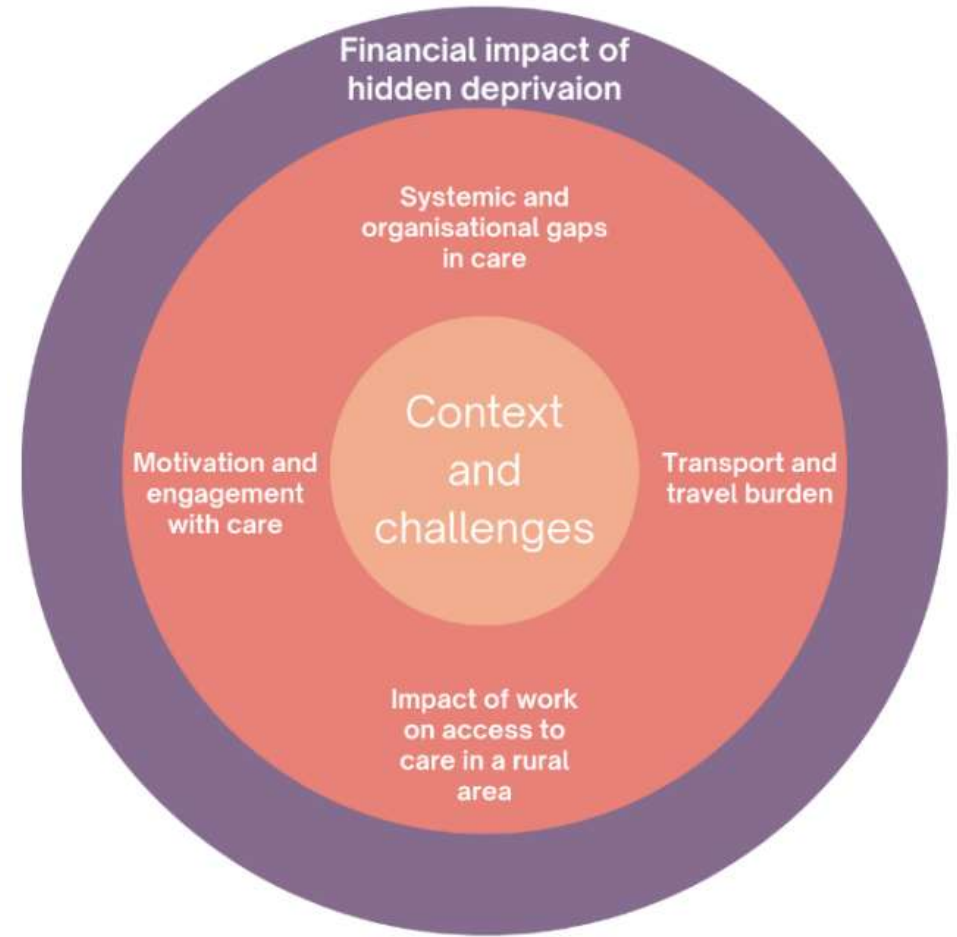 Financial impact of
hidden deprivaion
Systemic and
organisational gaps
in care
Motivation and
engagement
with care
Context
and
challenges
Transport and
travel burden
Impact of work
on access to
care in a rural
area